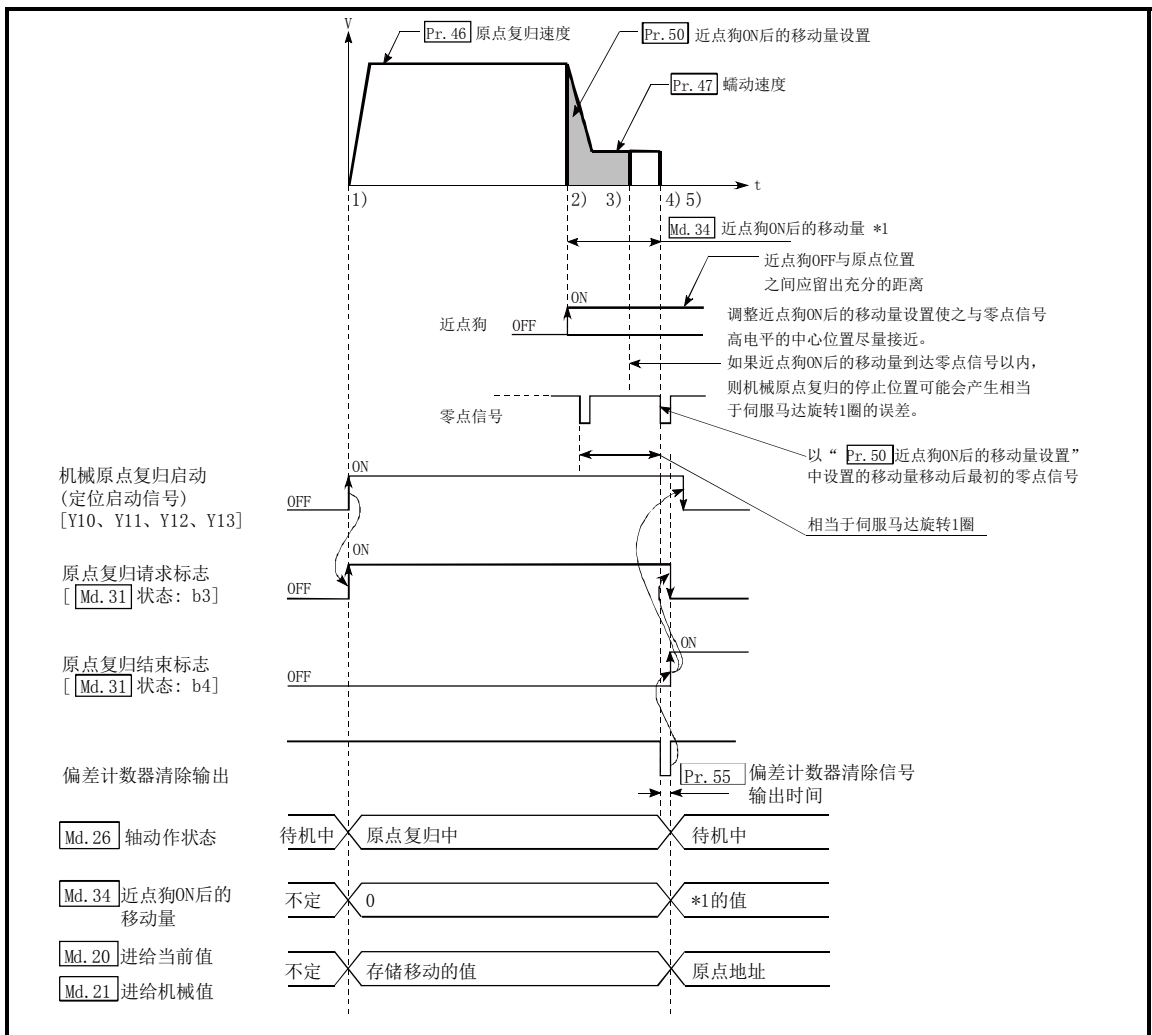 V
Pr. 46 原点复归速度
Pr. 50 近点狗ON后的移动量设置
Pr. 47 蠕动速度
t
1)
2)
3)
4) 5)
Md. 34 近点狗ON后的移动量 *1
近点狗OFF与原点位置
之间应留出充分的距离
ON
近点狗
OFF
调整近点狗ON后的移动量设置使之与零点信号
高电平的中心位置尽量接近。
如果近点狗ON后的移动量到达零点信号以内，
则机械原点复归的停止位置可能会产生相当
于伺服马达旋转1圈的误差。
零点信号
以“ Pr. 50 近点狗ON后的移动量设置”
中设置的移动量移动后最初的零点信号
相当于伺服马达旋转1圈
机械原点复归启动
(定位启动信号)
[Y10、Y11、Y12、Y13]
OFF
ON
原点复归请求标志
[ Md. 31 状态: b3]
OFF
ON
原点复归结束标志
[ Md. 31 状态: b4]
OFF
ON
偏差计数器清除输出
Pr. 55 偏差计数器清除信号
输出时间
Md. 26 轴动作状态
待机中
原点复归中
待机中
Md. 34 近点狗ON后的
移动量
不定
0
*1的值
Md. 20 进给当前值
Md. 21 进给机械值
不定
存储移动的值
原点地址